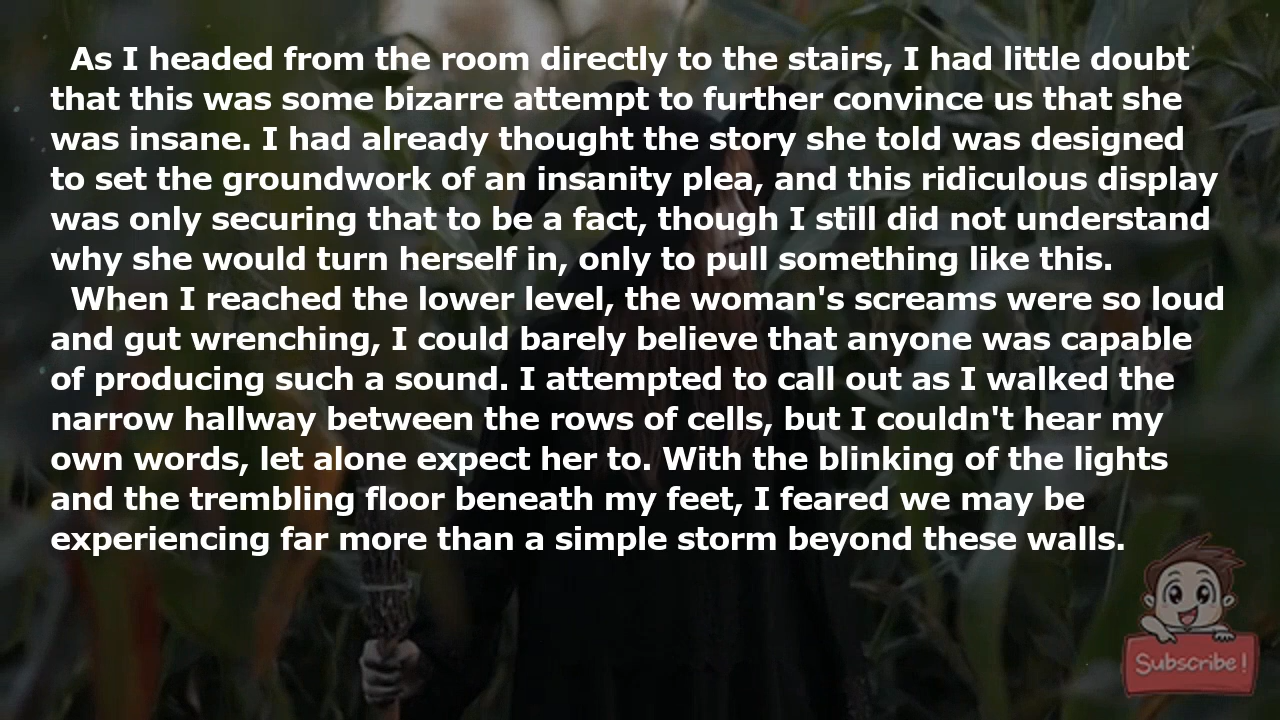 As I headed from the room directly to the stairs, I had little doubt
that this was some bizarre attempt to further convince us that she
was insane. I had already thought the story she told was designed
to set the groundwork of an insanity plea, and this ridiculous display
was only securing that to be a fact, though I still did not understand
why she would turn herself in, only to pull something like this.
When I reached the lower level, the woman's screams were so loud
and gut wrenching, I could barely believe that anyone was capable
of producing such a sound. I attempted to call out as I walked the
narrow hallway between the rows of cells, but I couldn't hear my
own words, let alone expect her to. With the blinking of the lights
and the trembling floor beneath my feet, I feared we may be
experiencing far more than a simple storm beyond these walls.
Subscribe!